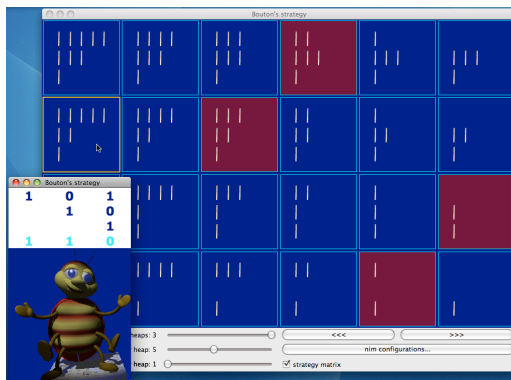 Bouton's strategy
Bouton's strategy
1 0 1
1 0
1
1 1 0
heaps: 3
<<<
>>>
heap: 5
nim configurations...
heap: 1
strategy matrix